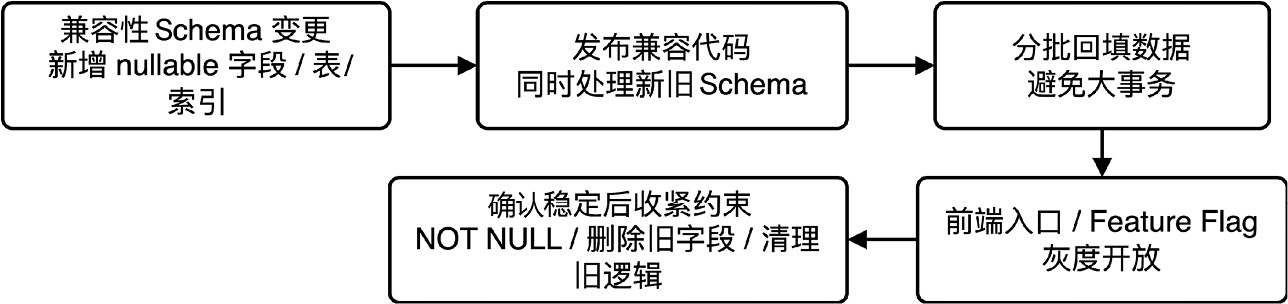 兼容性 Schema 变更
新增 nullable 字段 / 表/
索引
发布兼容代码
同时处理新旧 Schema
分批回填数据
避免大事务
前端入口 / Feature Flag
灰度开放
确认稳定后收紧约束
NOT NULL / 删除旧字段 / 清理
旧逻辑